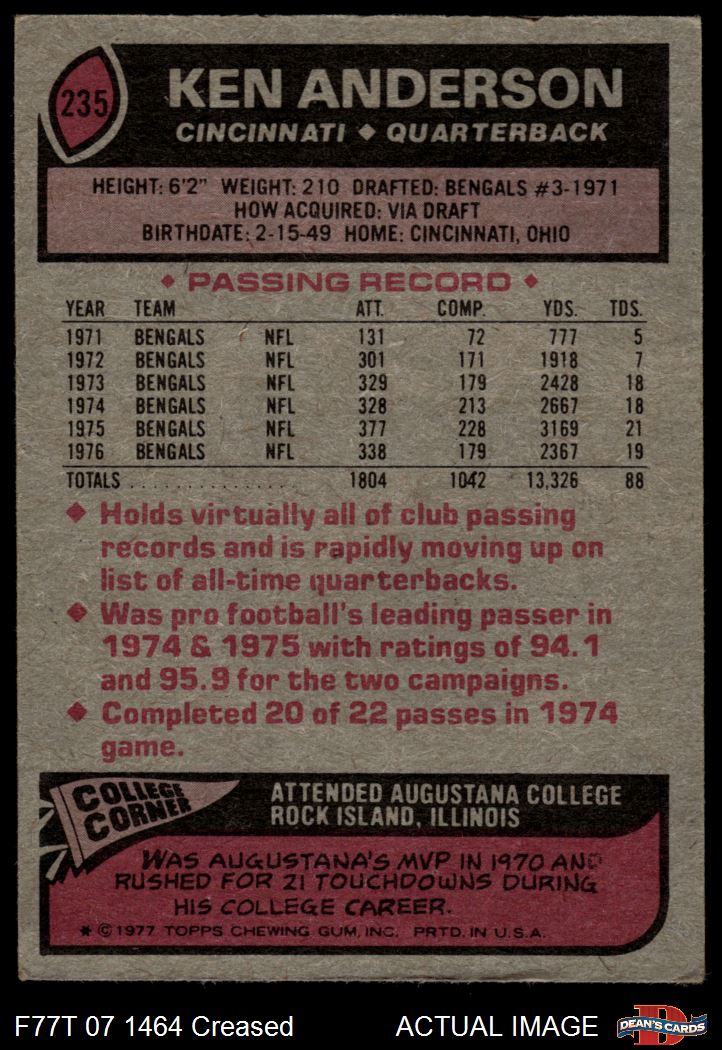 235
KEN ANDERSON
CINCINNATI ◆ QUARTERBACK
HEIGHT: 6'2" WEIGHT: 210 DRAFTED: BENGALS #3-1971
HOW ACQUIRED: VIA DRAFT
BIRTHDATE: 2-15-49 HOME: CINCINNATI, OHIO
◆ PASSING RECORD ◆
YEAR TEAM ATT. COMP. YDS. TDS.
1971 BENGALS NFL 131 72 777 5
1972 BENGALS NFL 301 171 1918 7
1973 BENGALS NFL 329 179 2428 18
1974 BENGALS NFL 328 213 2667 18
1975 BENGALS NFL 377 228 3169 21
1976 BENGALS NFL 338 179 2367 19
TOTALS . . . . . . . . . . . . . . . 1804 1042 13,326 88
◆ Holds virtually all of club passing
records and is rapidly moving up on
list of all-time quarterbacks.
◆ Was pro football's leading passer in
1974 & 1975 with ratings of 94.1
and 95.9 for the two campaigns.
◆ Completed 20 of 22 passes in 1974
game.
COLLEGE
CORNER
ATTENDED AUGUSTANA COLLEGE
ROCK ISLAND, ILLINOIS
WAS AUGUSTANA'S MVP IN 1970 AND
RUSHED FOR 21 TOUCHDOWNS DURING
HIS COLLEGE CAREER.
* © 1977 TOPPS CHEWING GUM, INC. PRTD. IN U.S.A.
F77T 07 1464 Creased
ACTUAL IMAGE
D
DEAN'S CARDS